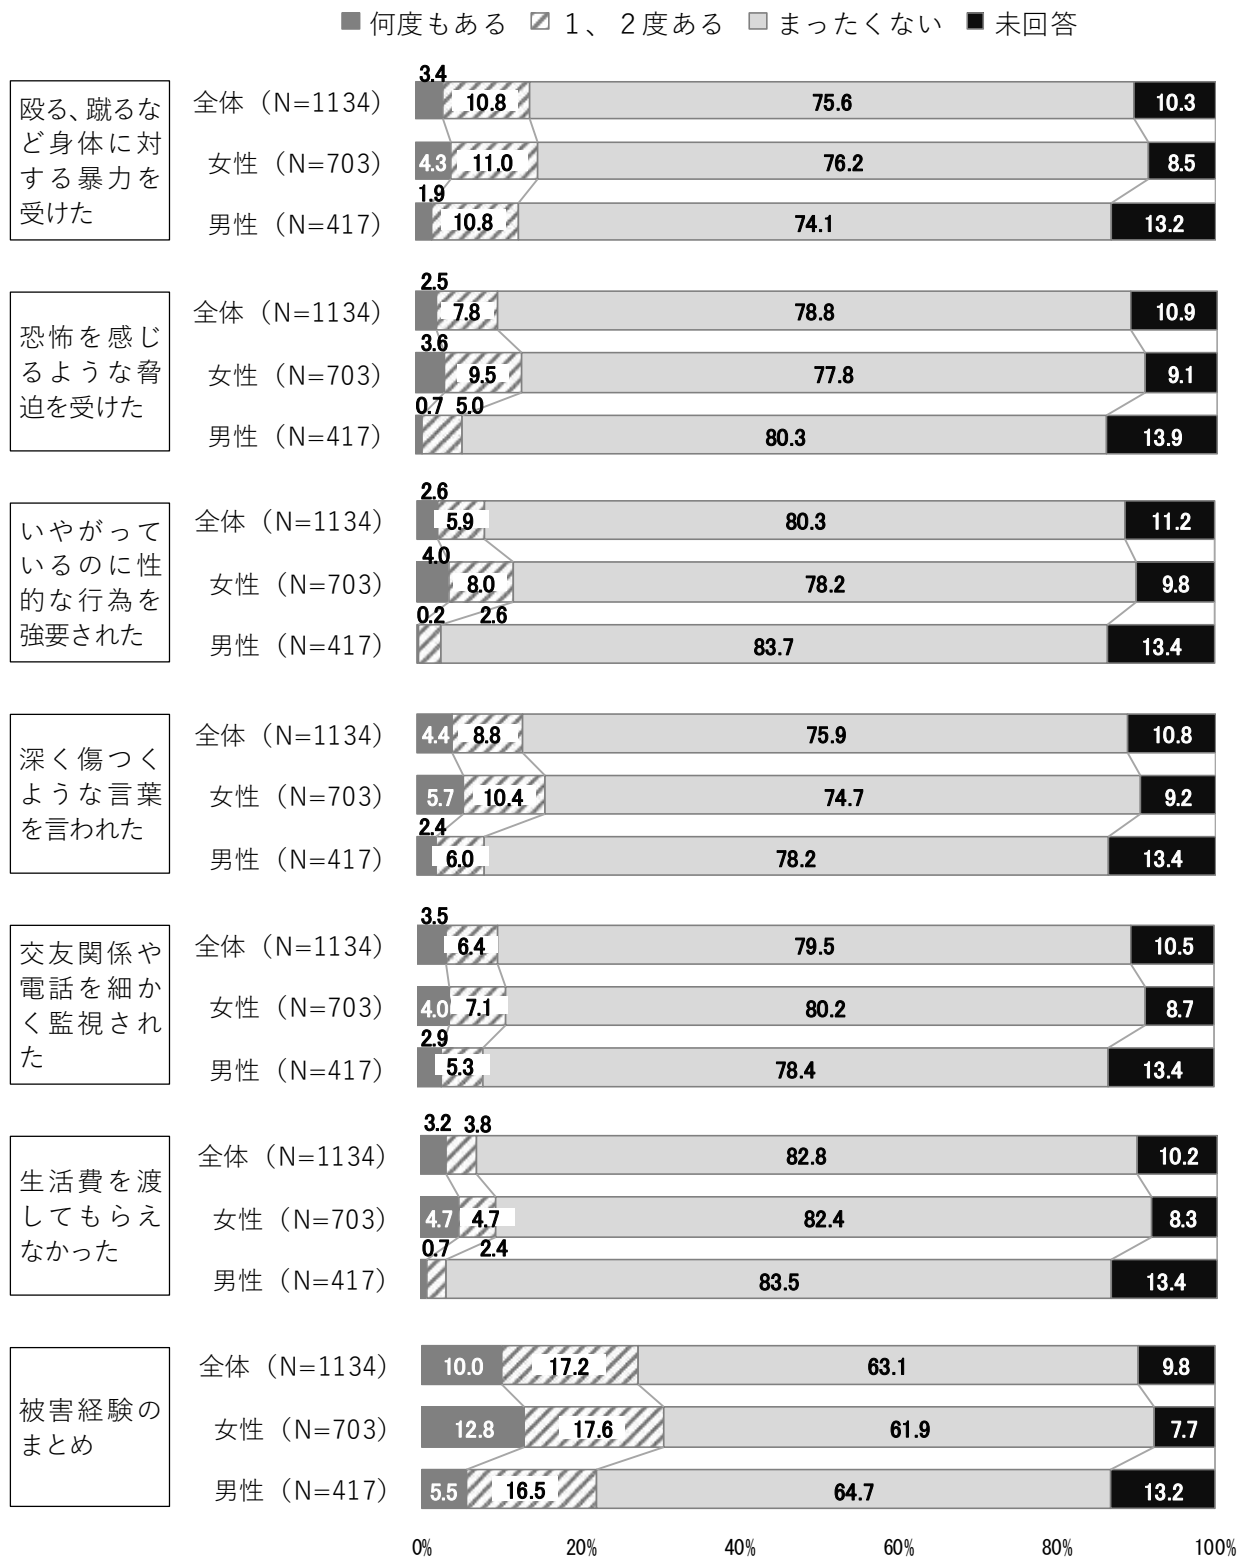 何度もある 1、2度ある まったくない 未回答
殴る、蹴るな
ど身体に対
する暴力を
受けた
3.4
全体（N=1134） 10.8 75.6 10.3
女性（N=703） 4.3 11.0 76.2 8.5
1.9
男性（N=417） 10.8 74.1 13.2
恐怖を感じ
るような脅
迫を受けた
2.5
全体（N=1134） 7.8 78.8 10.9
3.6
女性（N=703） 9.5 77.8 9.1
0.7 5.0
男性（N=417） 80.3 13.9
いやがって
いるのに性
的な行為を
強要された
2.6
全体（N=1134） 5.9 80.3 11.2
4.0
女性（N=703） 8.0 78.2 9.8
0.2 2.6
男性（N=417） 83.7 13.4
深く傷つく
ような言葉
を言われた
全体（N=1134） 4.4 8.8 75.9 10.8
女性（N=703） 5.7 10.4 74.7 9.2
2.4
男性（N=417） 6.0 78.2 13.4
交友関係や
電話を細か
く監視され
た
3.5
全体（N=1134） 6.4 79.5 10.5
女性（N=703） 4.0 7.1 80.2 8.7
2.9
男性（N=417） 5.3 78.4 13.4
生活費を渡
してもらえ
なかった
3.2 3.8
全体（N=1134） 82.8 10.2
女性（N=703） 4.7 4.7 82.4 8.3
0.7 2.4
男性（N=417） 83.5 13.4
被害経験の
まとめ
全体（N=1134） 10.0 17.2 63.1 9.8
女性（N=703） 12.8 17.6 61.9 7.7
男性（N=417） 5.5 16.5 64.7 13.2
0% 20% 40% 60% 80% 100%